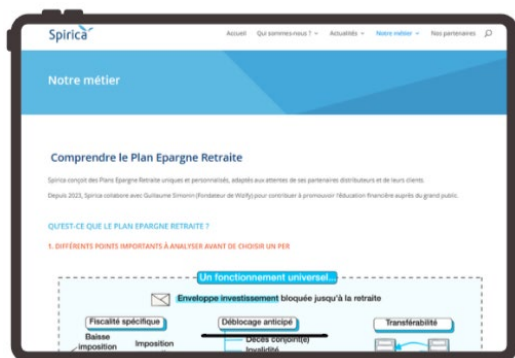 Spirica
Accueil Qui sommes-nous ? Actualités Notre métier Nos partenaires
Notre métier
Comprendre le Plan Epargne Retraite
Spirica conçoit des Plans Epargne Retraite uniques et personnalisés, adaptés aux attentes de ses partenaires distributeurs et de leurs clients.
Depuis 2023, Spirica collabore avec Guillaume Simonin (Fondateur de Wolfy) pour contribuer à promouvoir l'éducation financière auprès du grand public.
QU'EST-CE QUE LE PLAN EPARGNE RETRAITE ?
1. DIFFÉRENTS POINTS IMPORTANTS À ANALYSER AVANT DE CHOISIR UN PER
Un fonctionnement universel...
Enveloppe investissement bloquée jusqu'à la retraite
Fiscalité spécifique Déblocage anticipé Transférabilité
Baisse imposition
Imposition
Décès conjoint(e)
Invalidité